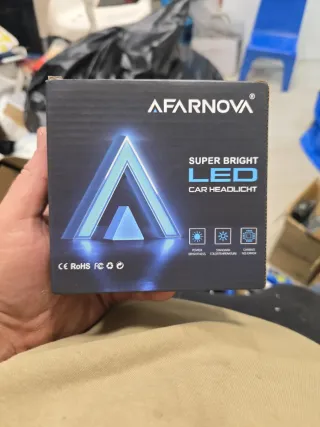 AFARNOVA®
SUPER BRIGHT
LED
CAR HEADLIGHT
CE RoHS FC